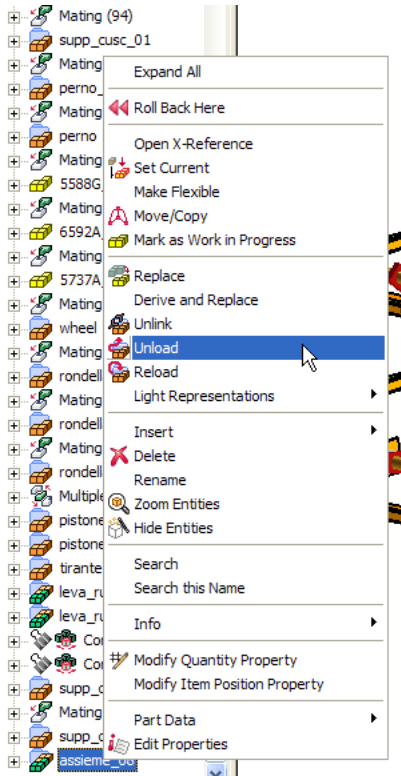 Mating (94)
supp_cusc_01
Mating
perno_
Mating
perno
Mating
5588G_
Mating
6592A_
Mating
5737A_
Mating
wheel
Mating
rondell
Mating
rondell
Mating
rondell
Multiple
pistone
pistone
tirante
leva_ru
leva_ru
Co
Co
supp_c
Mating
supp_c
assieme_08
Expand All
Roll Back Here
Open X-Reference
Set Current
Make Flexible
Move/Copy
Mark as Work in Progress
Replace
Derive and Replace
Unlink
Unload
Reload
Light Representations
Insert
Delete
Rename
Zoom Entities
Hide Entities
Search
Search this Name
Info
Modify Quantity Property
Modify Item Position Property
Part Data
Edit Properties